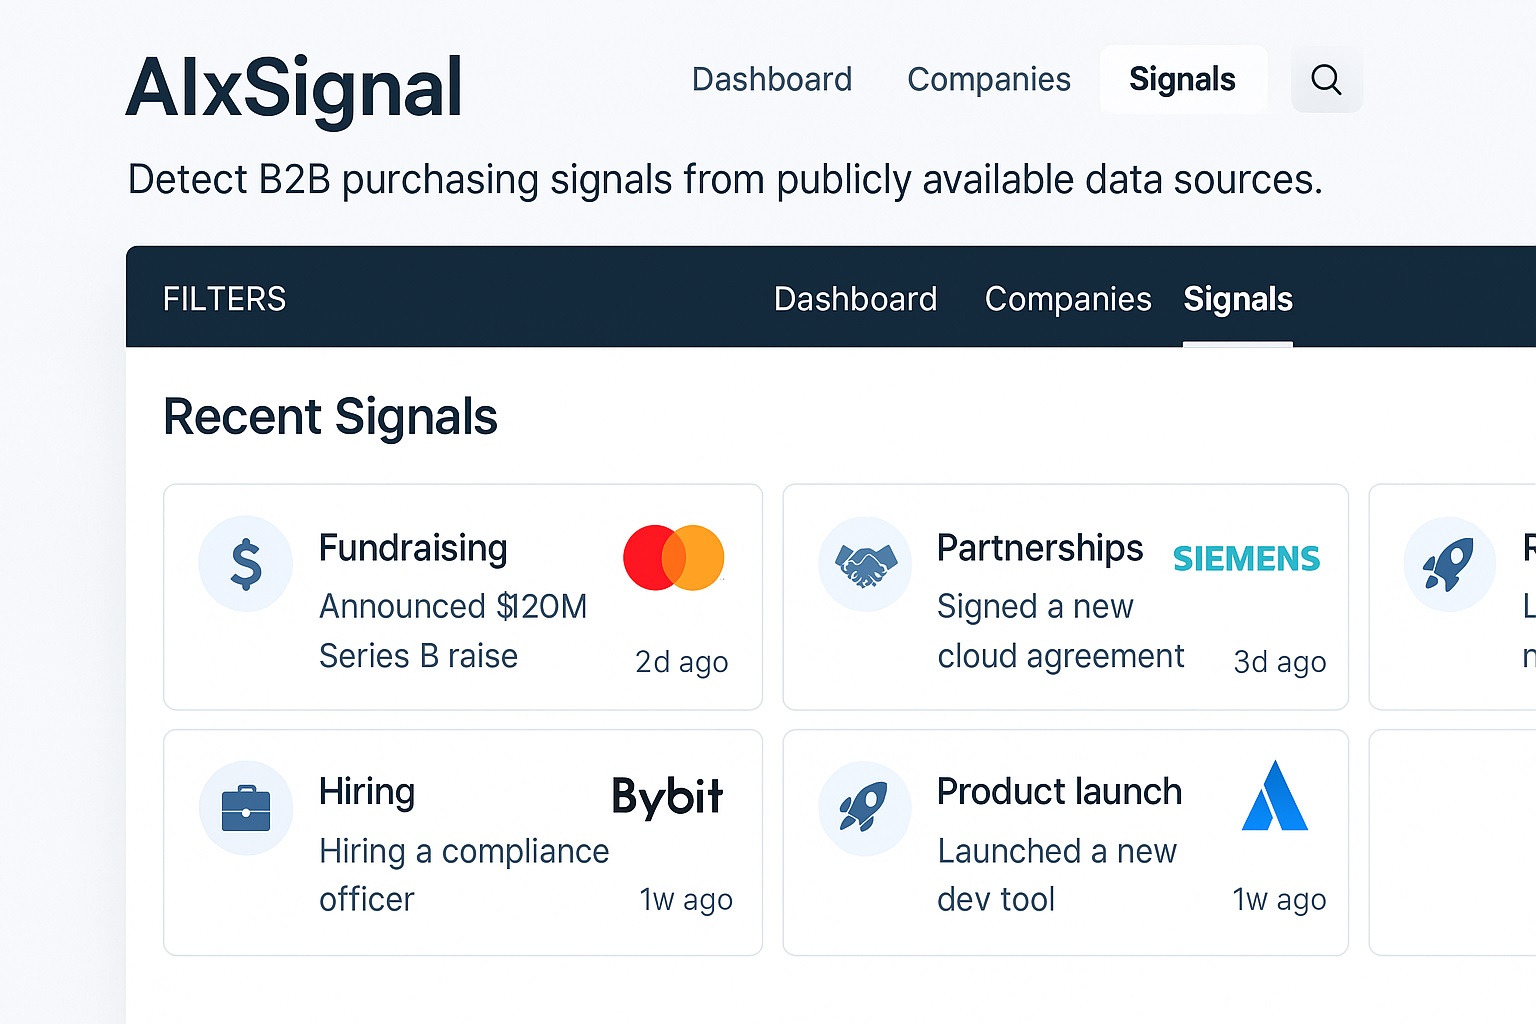 AIxSignal
Dashboard Companies Signals
Detect B2B purchasing signals from publicly available data sources.
FILTERS Dashboard Companies Signals
Recent Signals
Fundraising
Announced $120M
Series B raise
2d ago
Partnerships SIEMENS
Signed a new
cloud agreement
3d ago
R
L
n
Hiring Bybit
Hiring a compliance
officer
1w ago
Product launch
Launched a new
dev tool
1w ago